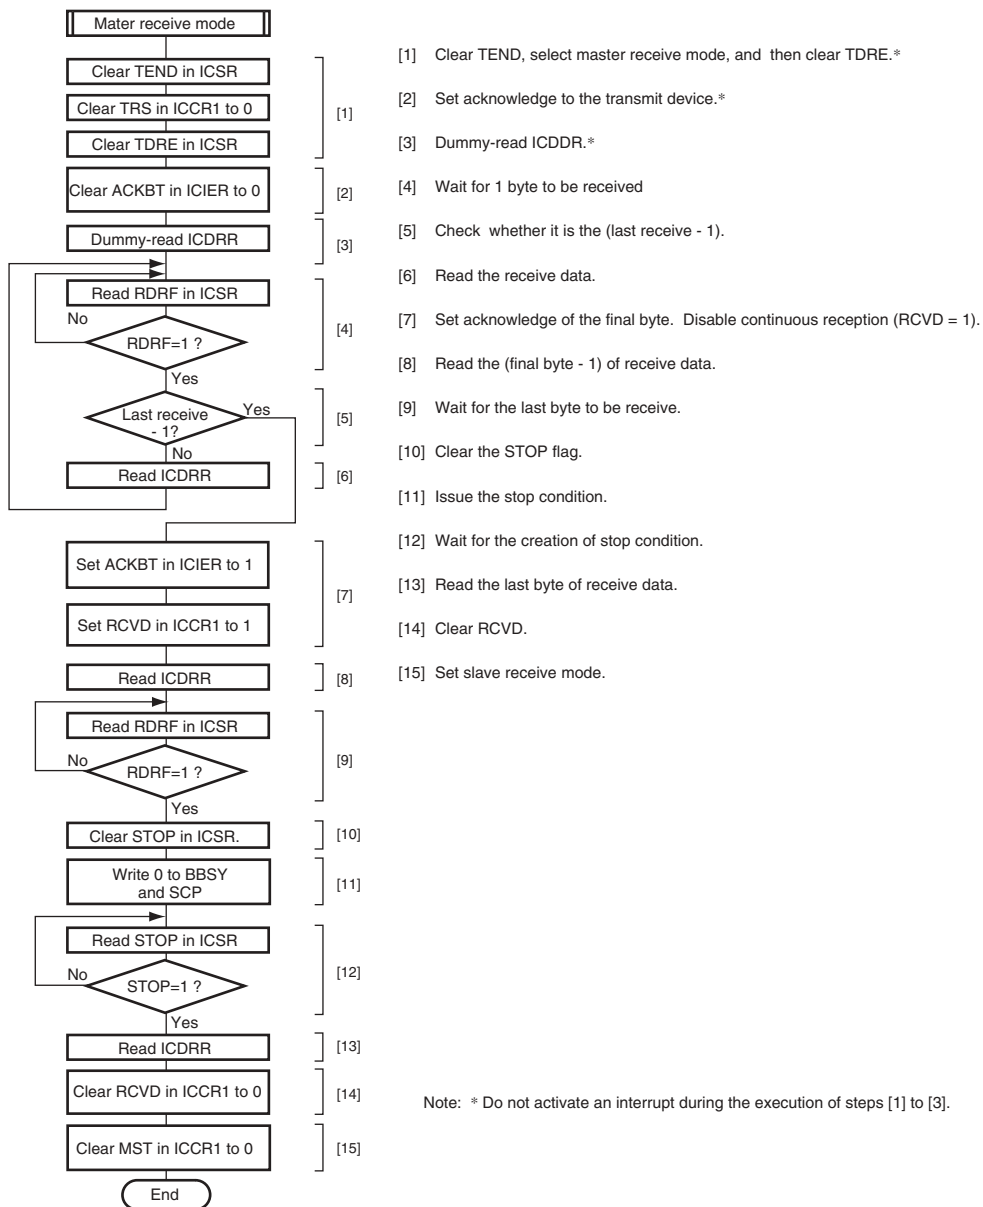 Mater receive mode
Clear TEND in ICSR
Clear TRS in ICCR1 to 0
[1]
Clear TDRE in ICSR
Clear ACKBT in ICIER to 0
[2]
Dummy-read ICDRR
[3]
Read RDRF in ICSR
No
RDRF=1 ?
[4]
Yes
Last receive
- 1?
Yes
[5]
No
Read ICDRR
[6]
Set ACKBT in ICIER to 1
[7]
Set RCVD in ICCR1 to 1
Read ICDRR
[8]
Read RDRF in ICSR
No
RDRF=1 ?
[9]
Yes
Clear STOP in ICSR.
[10]
Write 0 to BBSY
and SCP
[11]
Read STOP in ICSR
No
STOP=1 ?
[12]
Yes
Read ICDRR
[13]
Clear RCVD in ICCR1 to 0
[14]
Clear MST in ICCR1 to 0
[15]
End
[1] Clear TEND, select master receive mode, and then clear TDRE.*
[2] Set acknowledge to the transmit device.*
[3] Dummy-read ICDDR.*
[4] Wait for 1 byte to be received
[5] Check whether it is the (last receive - 1).
[6] Read the receive data.
[7] Set acknowledge of the final byte. Disable continuous reception (RCVD = 1).
[8] Read the (final byte - 1) of receive data.
[9] Wait for the last byte to be receive.
[10] Clear the STOP flag.
[11] Issue the stop condition.
[12] Wait for the creation of stop condition.
[13] Read the last byte of receive data.
[14] Clear RCVD.
[15] Set slave receive mode.
Note: * Do not activate an interrupt during the execution of steps [1] to [3].